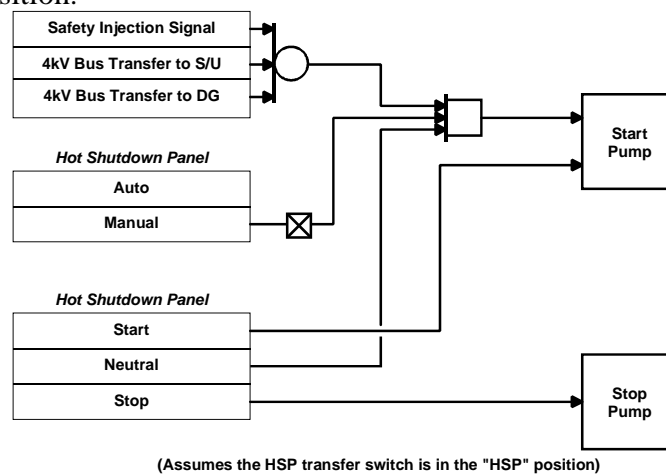 sition.
Safety Injection Signal
4kV Bus Transfer to S/U
4kV Bus Transfer to DG
Hot Shutdown Panel
Auto
Manual
Start
Pump
Hot Shutdown Panel
Start
Neutral
Stop
Stop
Pump
(Assumes the HSP transfer switch is in the "HSP" position)